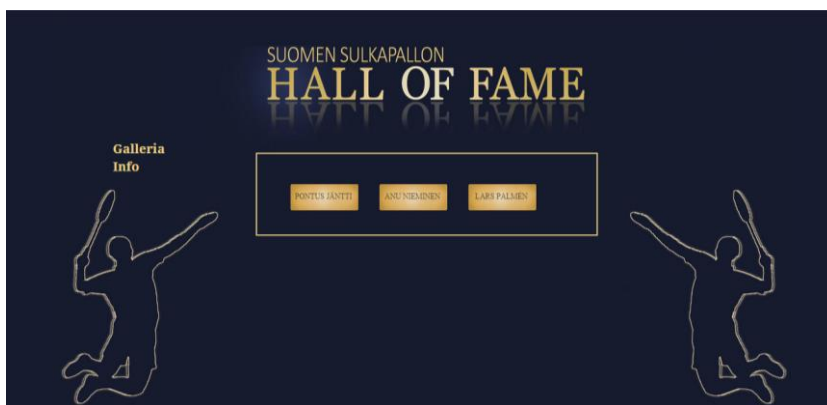 SUOMEN SULKAPALLON
HALL OF FAME
Galleria
Info
PONTUS JÄNTTI ANU NIEMINEN LARS PALMÉN